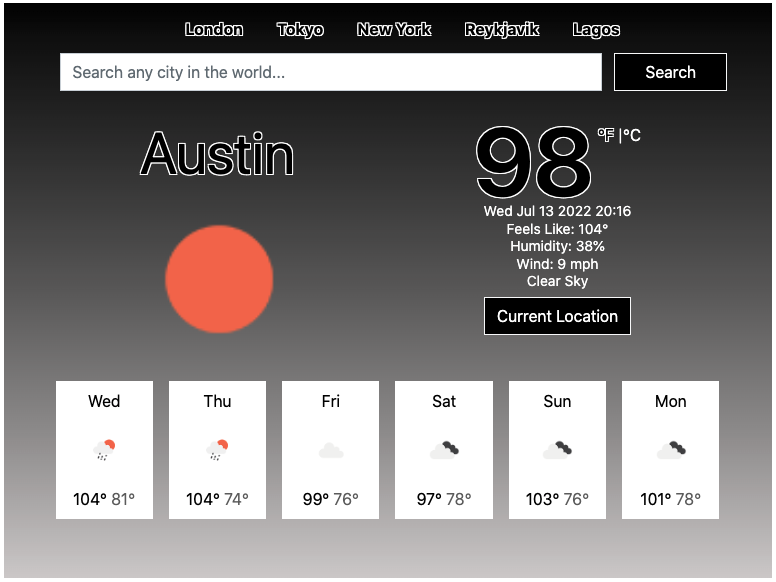 London Tokyo New York Reykjavik Lagos
Search any city in the world...
Search
Austin
98 °F |°C
Wed Jul 13 2022 20:16
Feels Like: 104°
Humidity: 38%
Wind: 9 mph
Clear Sky
Current Location
Wed Thu Fri Sat Sun Mon
104° 81° 104° 74° 99° 76° 97° 78° 103° 76° 101° 78°